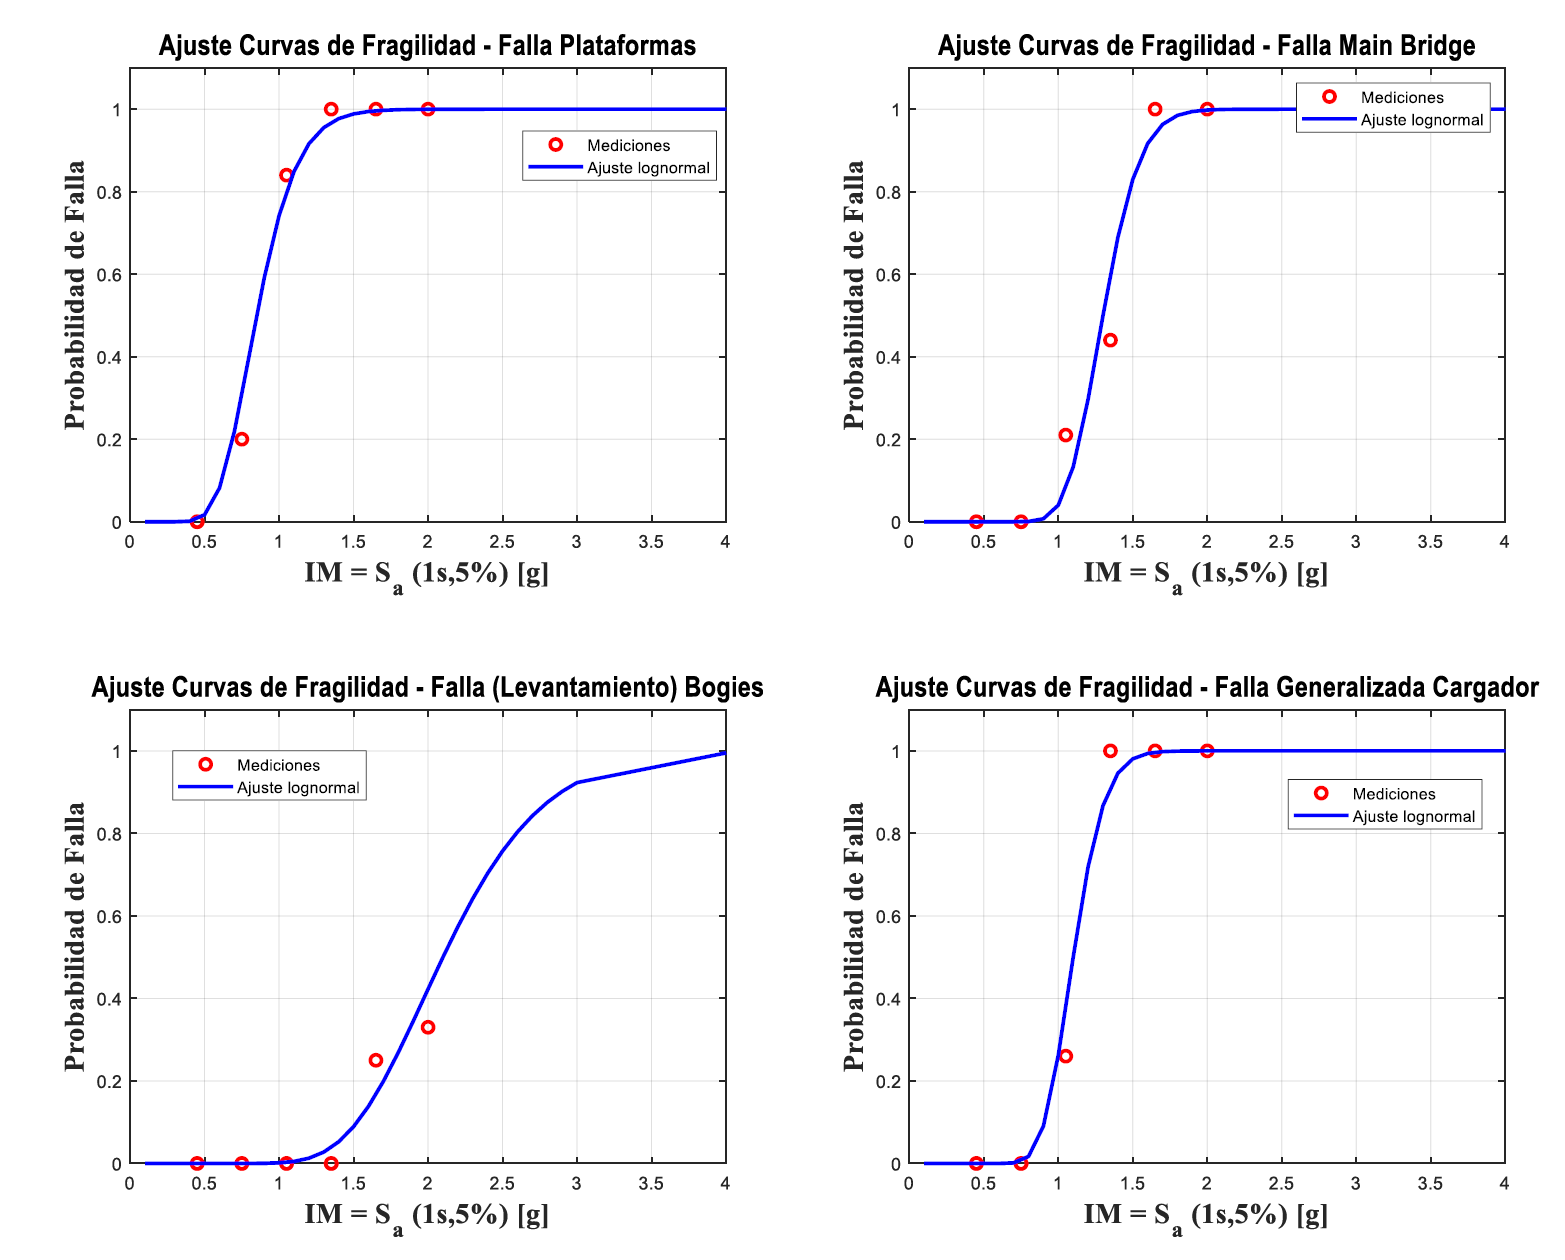 Ajuste Curvas de Fragilidad - Falla Plataformas
Probabilidad de Falla
1
0.8
0.6
0.4
0.2
0
0 0.5 1 1.5 2 2.5 3 3.5 4
IM = Sa (1s,5%) [g]
Mediciones
Ajuste lognormal
Ajuste Curvas de Fragilidad - Falla Main Bridge
Probabilidad de Falla
1
0.8
0.6
0.4
0.2
0
0 0.5 1 1.5 2 2.5 3 3.5 4
IM = Sa (1s,5%) [g]
Mediciones
Ajuste lognormal
Ajuste Curvas de Fragilidad - Falla (Levantamiento) Bogies
Probabilidad de Falla
1
0.8
0.6
0.4
0.2
0
0 0.5 1 1.5 2 2.5 3 3.5 4
IM = Sa (1s,5%) [g]
Mediciones
Ajuste lognormal
Ajuste Curvas de Fragilidad - Falla Generalizada Cargador
Probabilidad de Falla
1
0.8
0.6
0.4
0.2
0
0 0.5 1 1.5 2 2.5 3 3.5 4
IM = Sa (1s,5%) [g]
Mediciones
Ajuste lognormal